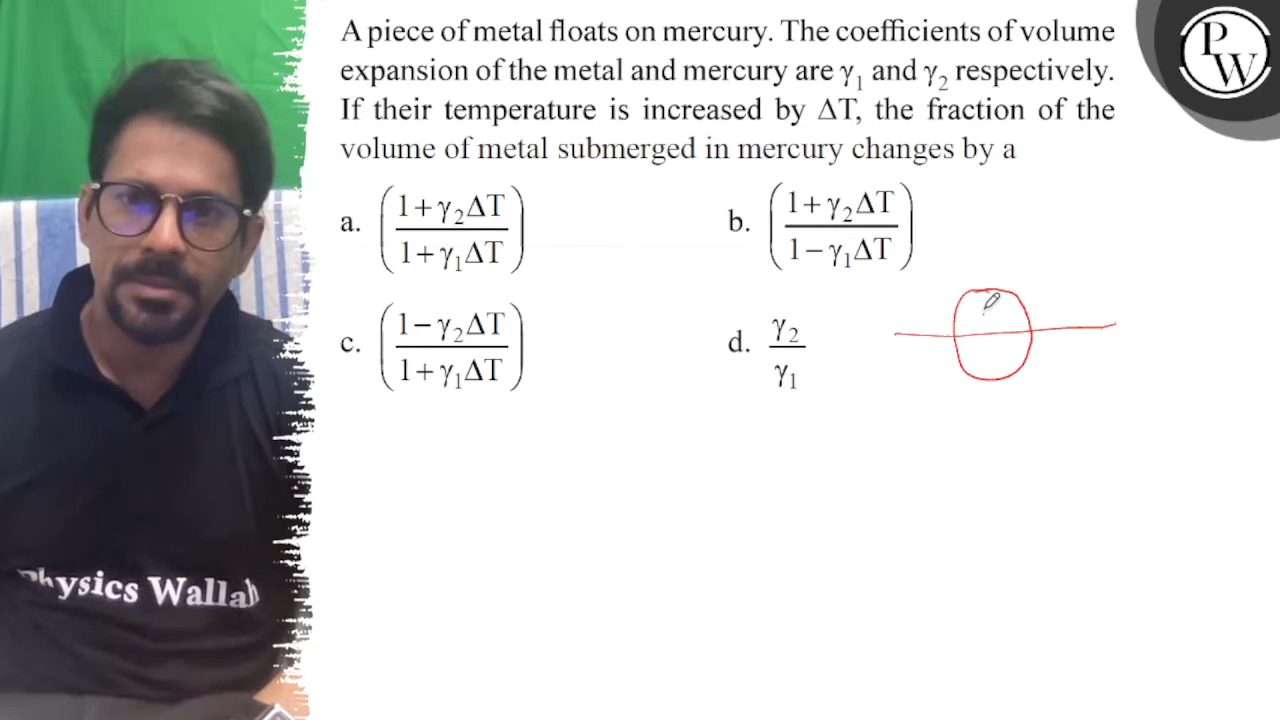 A piece of metal floats on mercury. The coefficients of volume
expansion of the metal and mercury are γ₁ and γ₂ respectively.
If their temperature is increased by ΔT, the fraction of the
volume of metal submerged in mercury changes by a
a. ((1+γ₂ΔT)/(1+γ₁ΔT))
b. ((1+γ₂ΔT)/(1−γ₁ΔT))
c. ((1−γ₂ΔT)/(1+γ₁ΔT))
d. γ₂/γ₁
PW
Physics Wallah